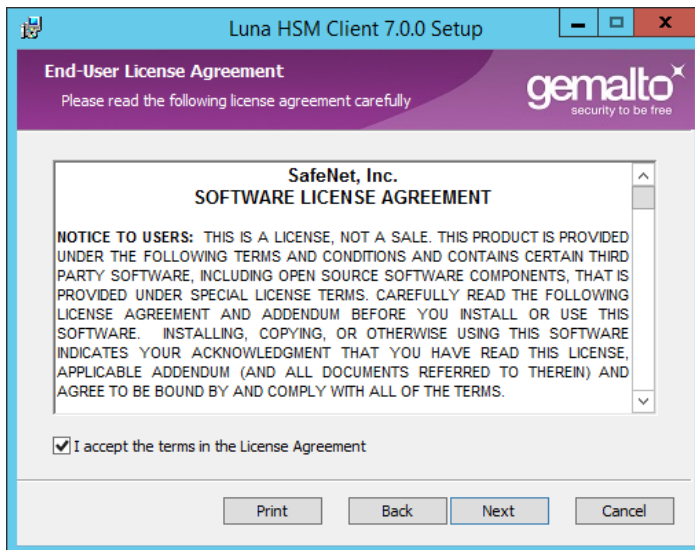 Luna HSM Client 7.0.0 Setup
End-User License Agreement
Please read the following license agreement carefully
gemalto
security to be free
SafeNet, Inc.
SOFTWARE LICENSE AGREEMENT
NOTICE TO USERS: THIS IS A LICENSE, NOT A SALE. THIS PRODUCT IS PROVIDED
UNDER THE FOLLOWING TERMS AND CONDITIONS AND CONTAINS CERTAIN THIRD
PARTY SOFTWARE, INCLUDING OPEN SOURCE SOFTWARE COMPONENTS, THAT IS
PROVIDED UNDER SPECIAL LICENSE TERMS. CAREFULLY READ THE FOLLOWING
LICENSE AGREEMENT AND ADDENDUM BEFORE YOU INSTALL OR USE THIS
SOFTWARE. INSTALLING, COPYING, OR OTHERWISE USING THIS SOFTWARE
INDICATES YOUR ACKNOWLEDGMENT THAT YOU HAVE READ THIS LICENSE,
APPLICABLE ADDENDUM (AND ALL DOCUMENTS REFERRED TO THEREIN) AND
AGREE TO BE BOUND BY AND COMPLY WITH ALL OF THE TERMS.
I accept the terms in the License Agreement
Print Back Next Cancel